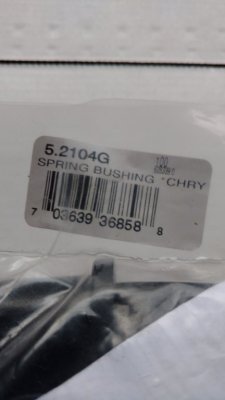 5.2104G
SPRING BUSHING *CHRY
7 03639 36858 8